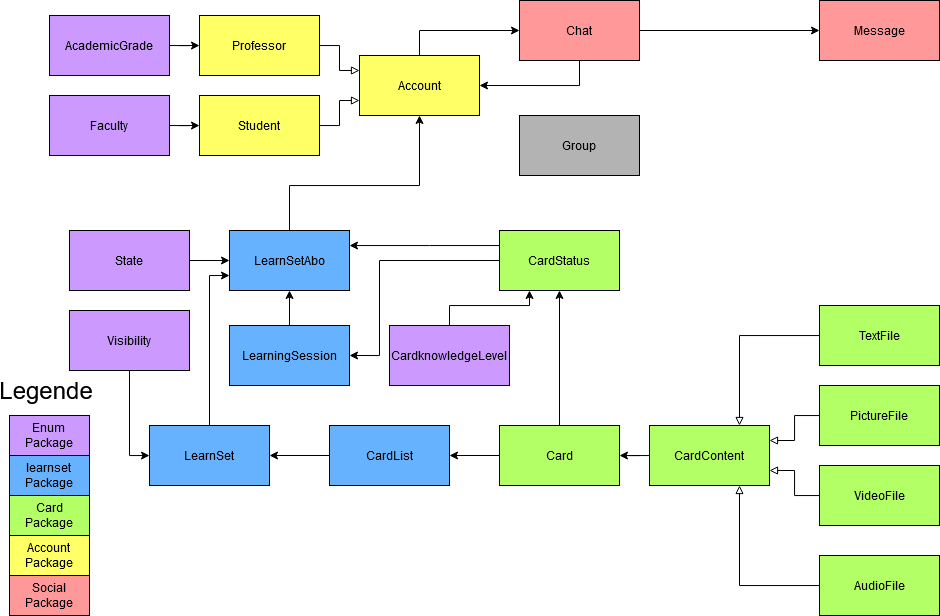 AcademicGrade
Professor
Chat
Message
Account
Faculty
Student
Group
State
LearnSetAbo
CardStatus
Visibility
LearningSession
CardknowledgeLevel
TextFile
Legende
PictureFile
Enum
Package
learnset
Package
Card
Package
Account
Package
Social
Package
LearnSet
CardList
Card
CardContent
VideoFile
AudioFile